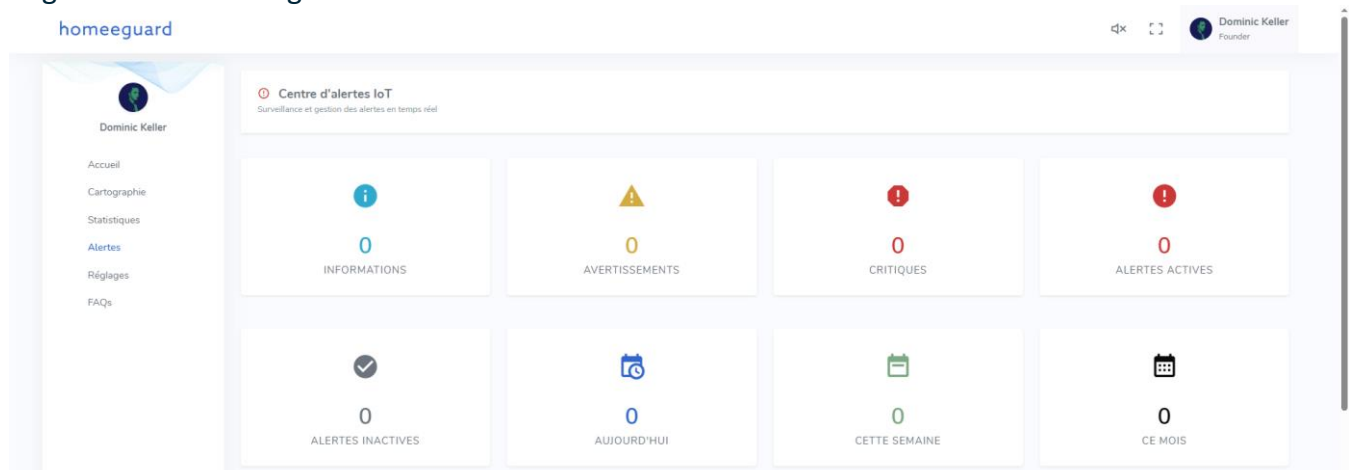 homeeguard
Dominic Keller
Founder
Dominic Keller
Accueil
Cartographie
Statistiques
Alertes
Réglages
FAQs
Centre d'alertes IoT
Surveillance et gestion des alertes en temps réel
0
INFORMATIONS
0
AVERTISSEMENTS
0
CRITIQUES
0
ALERTES ACTIVES
0
ALERTES INACTIVES
0
AUJOURD'HUI
0
CETTE SEMAINE
0
CE MOIS